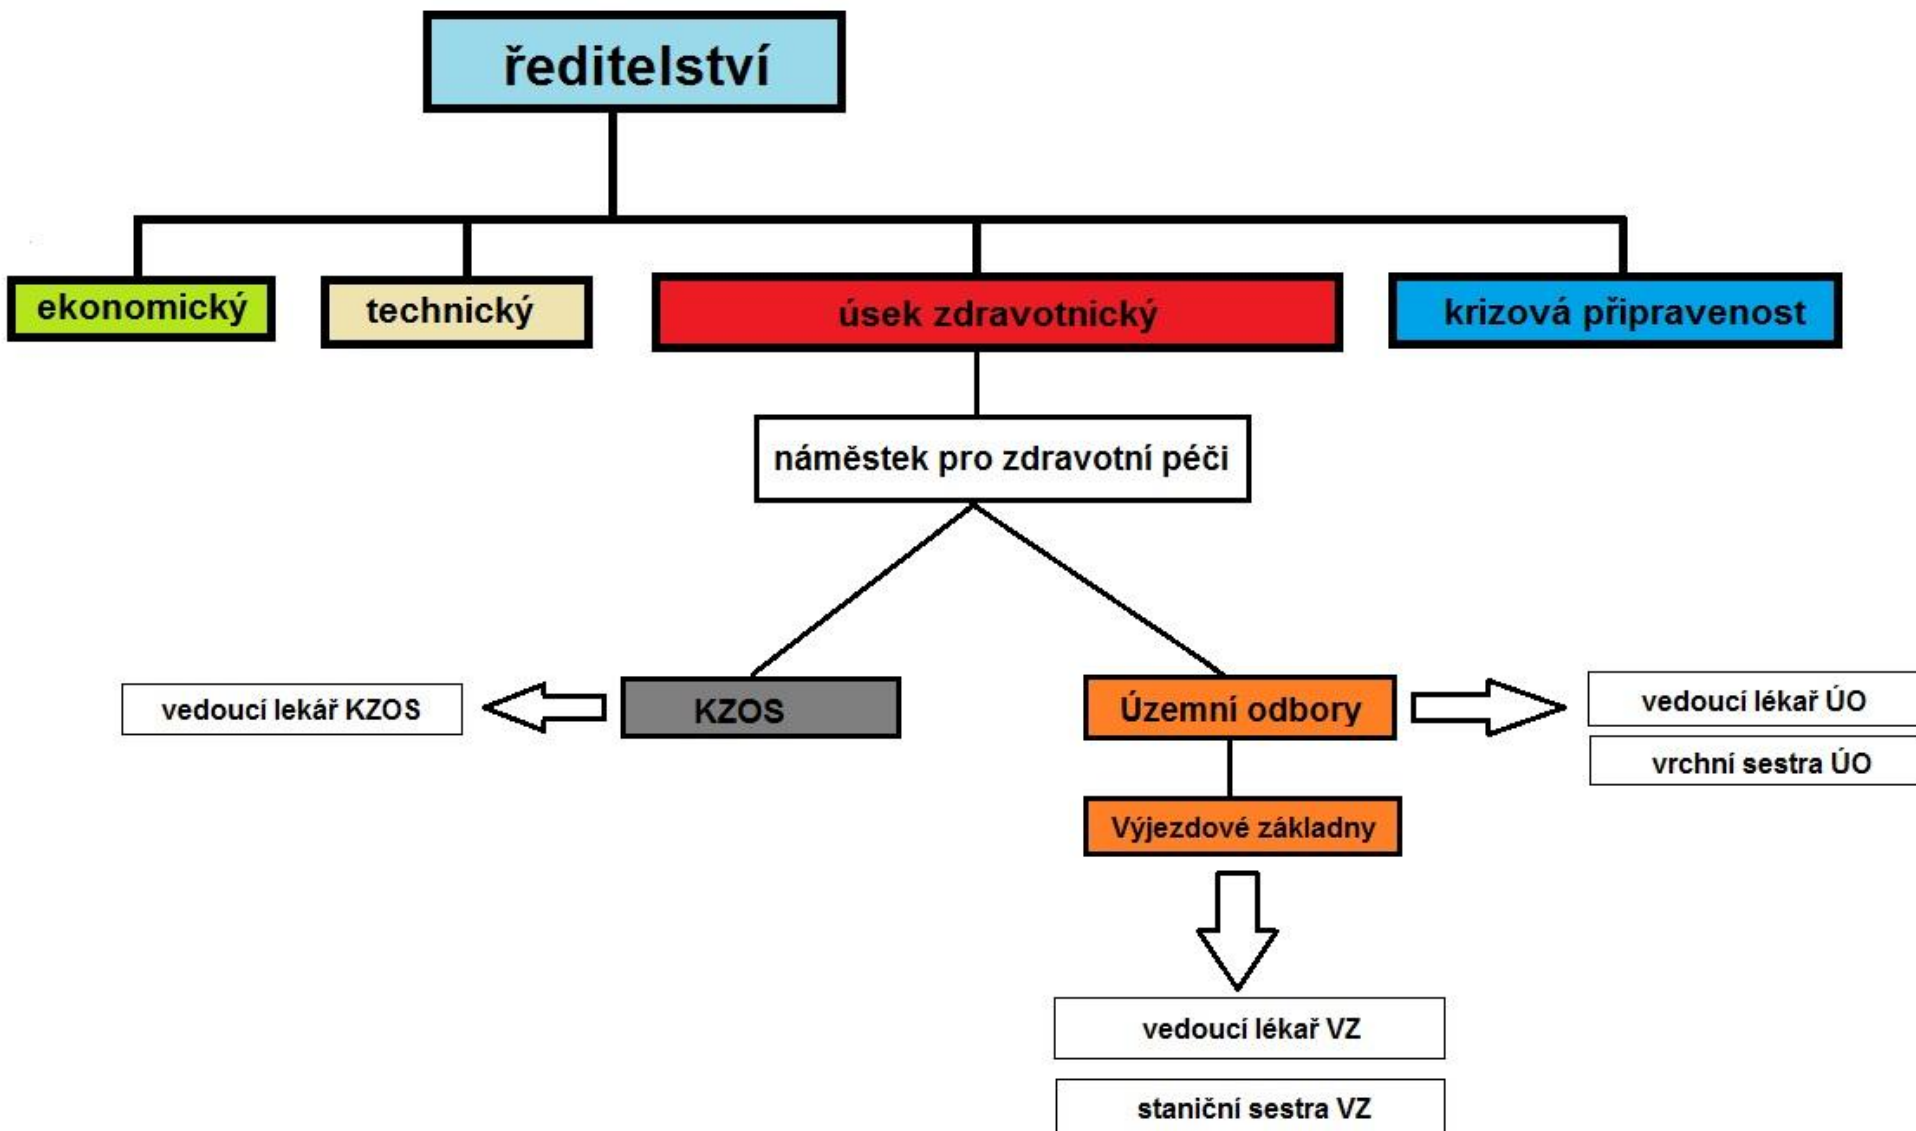 ředitelství
ekonomický
technický
úsek zdravotnický
krizová připravenost
náměstek pro zdravotní péči
vedoucí lekář KZOS
KZOS
Územní odbory
vedoucí lékař ÚO
vrchní sestra ÚO
Výjezdové základny
vedoucí lékař VZ
staniční sestra VZ